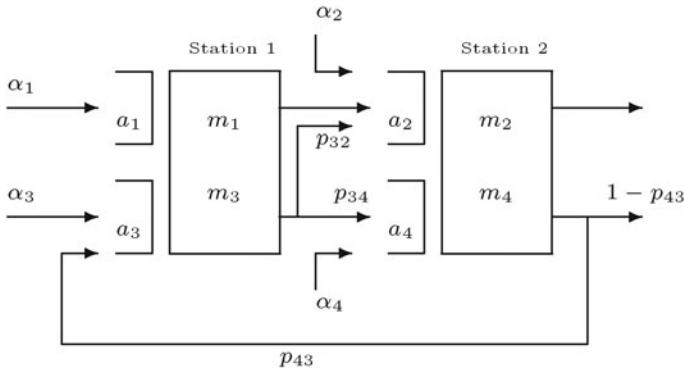 α₂
Station 1
Station 2
α₁
a₁
m₁
a₂
m₂
p₃₂
α₃
a₃
m₃
p₃₄
a₄
m₄
1 − p₄₃
α₄
p₄₃